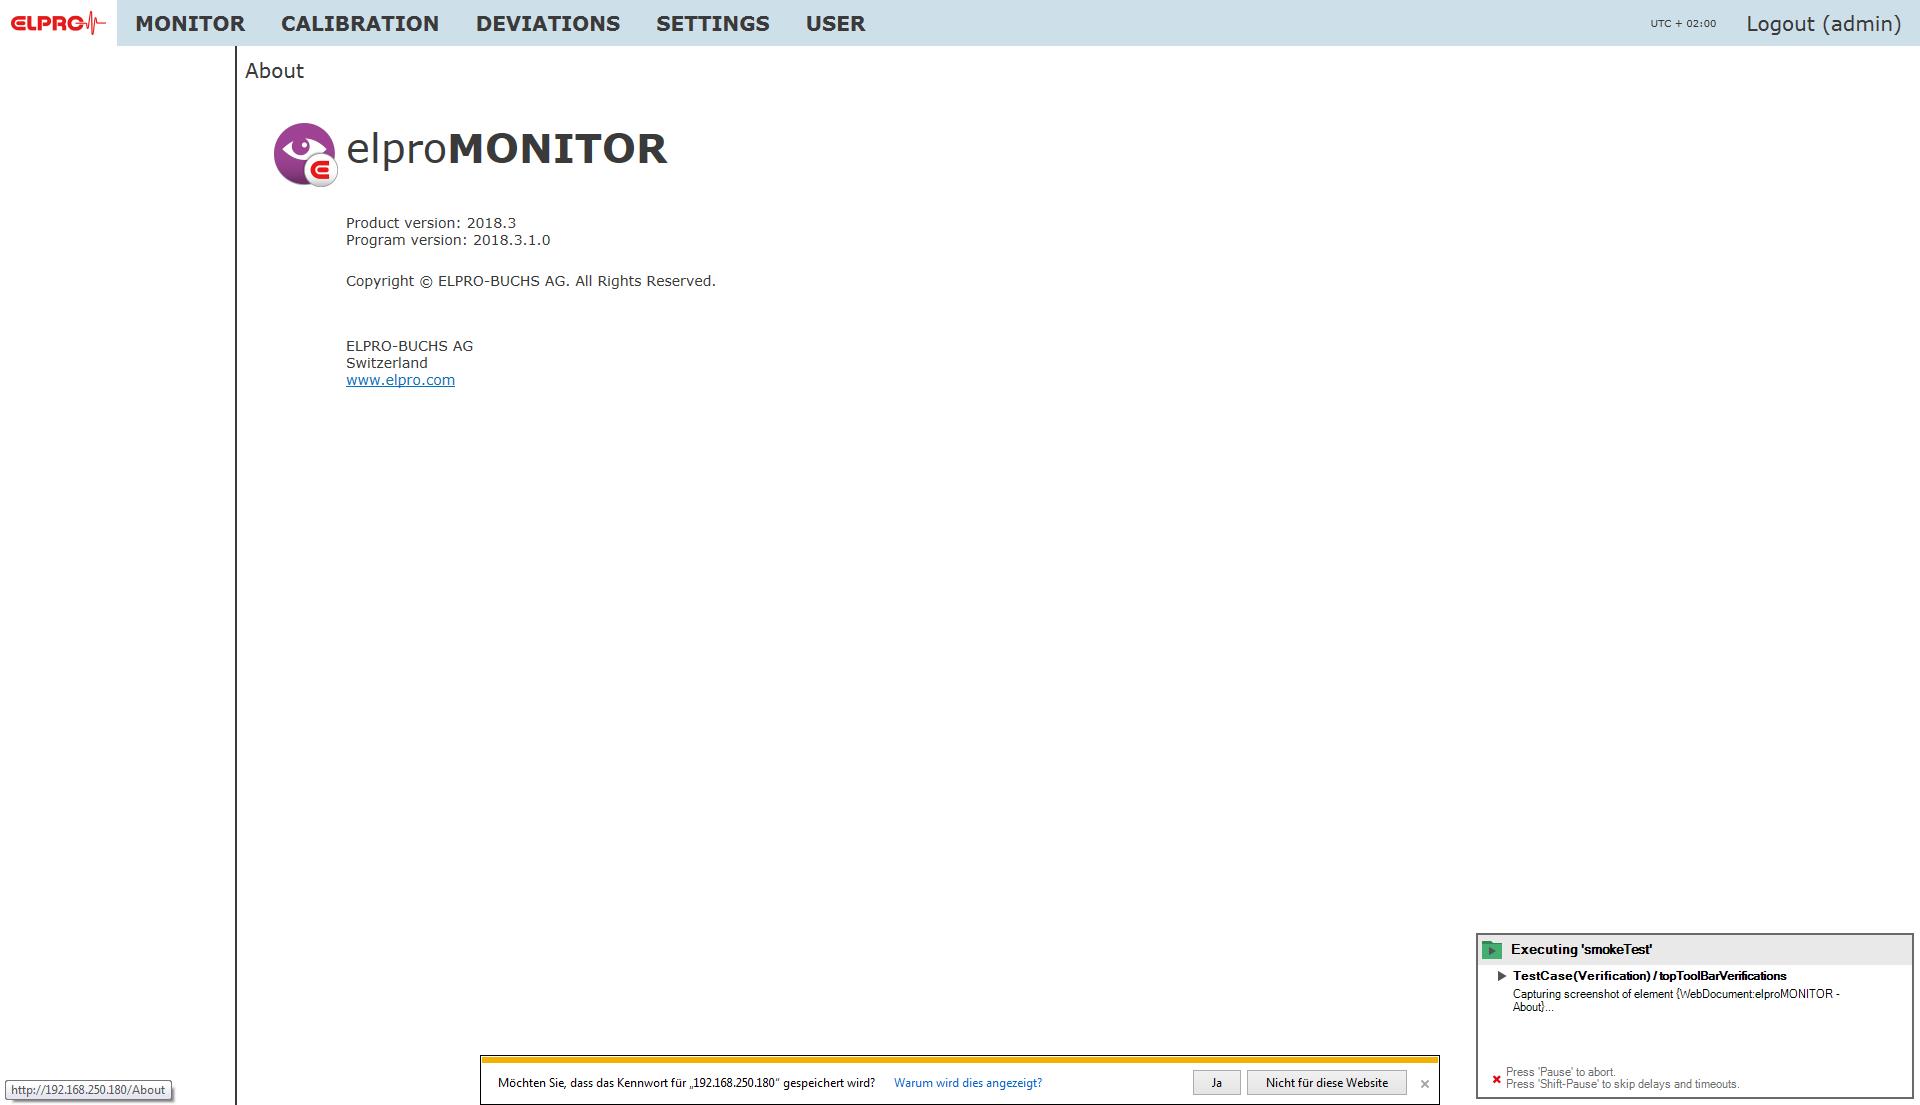 ELPRO MONITOR CALIBRATION DEVIATIONS SETTINGS USER UTC + 02:00 Logout (admin)
About
elproMONITOR
Product version: 2018.3
Program version: 2018.3.1.0
Copyright © ELPRO-BUCHS AG. All Rights Reserved.
ELPRO-BUCHS AG
Switzerland
www.elpro.com
Executing 'smokeTest'
TestCase(Verification) / topToolBarVerifications
Capturing screenshot of element {WebDocument:elproMONITOR -
About}...
Press 'Pause' to abort.
Press 'Shift-Pause' to skip delays and timeouts.
Möchten Sie, dass das Kennwort für „192.168.250.180“ gespeichert wird? Warum wird dies angezeigt? Ja Nicht für diese Website
http://192.168.250.180/About